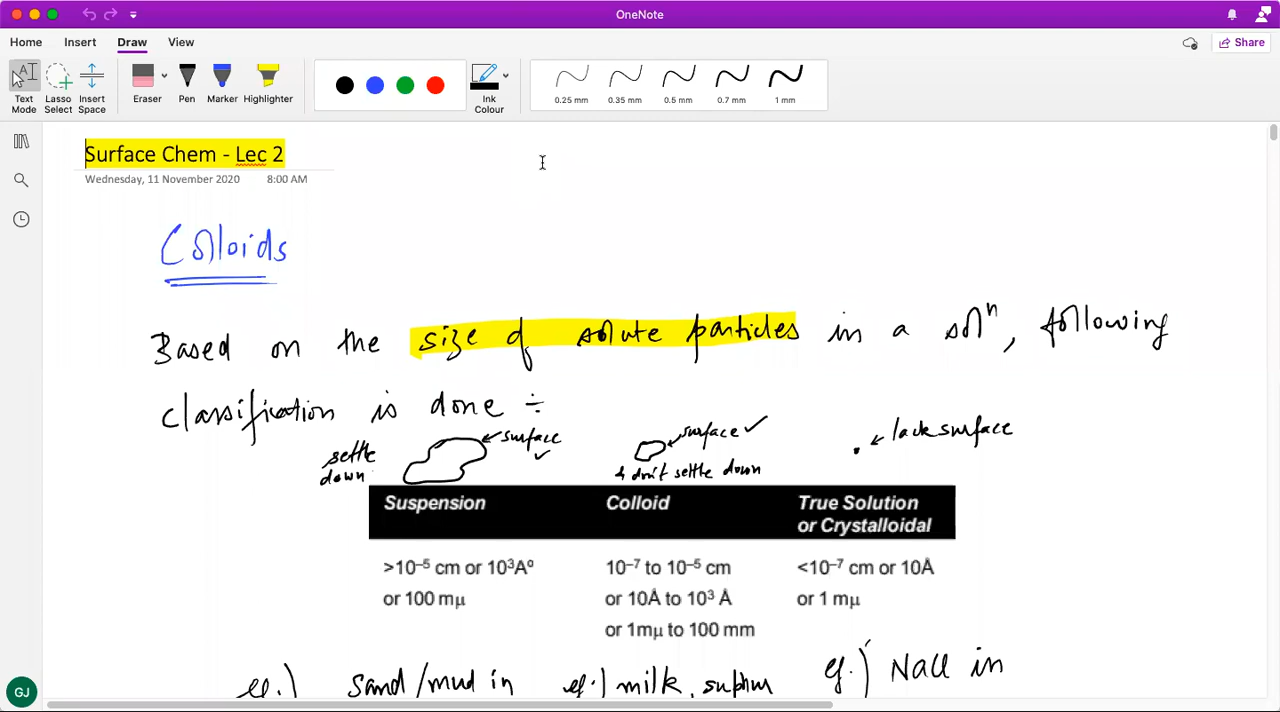 OneNote
Home Insert Draw View
Share
Text Mode
Lasso Select
Insert Space
Eraser
Pen
Marker
Highlighter
Ink Colour
0.25 mm 0.35 mm 0.5 mm 0.7 mm 1 mm
Surface Chem - Lec 2
Wednesday, 11 November 2020 8:00 AM
Colloids
Based on the size of solute particles in a solⁿ, following
classification is done ÷
settle down
surface ✓
surface ✓
& don't settle down
lack surface
Suspension Colloid True Solution
or Crystalloidal
>10⁻⁵ cm or 10³Aº 10⁻⁷ to 10⁻⁵ cm <10⁻⁷ cm or 10Å
or 100 mμ or 10Å to 10³ Å or 1 mμ
or 1mμ to 100 mm
eg.) sand/mud in eg.) milk, sulphur eg.) NaCl in
GJ